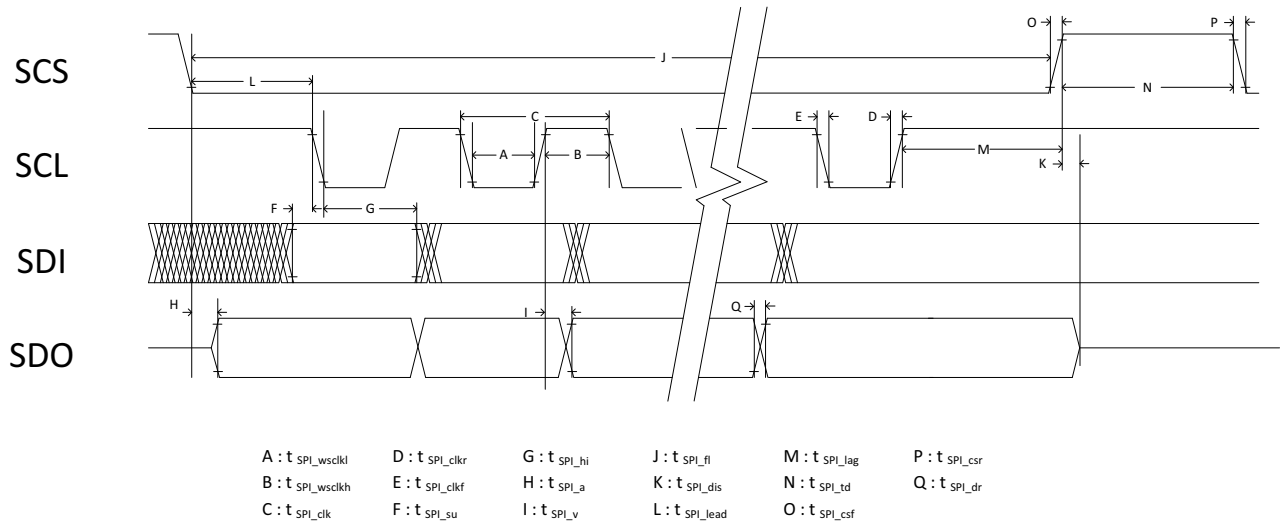 O P
SCS J
L N
C E D
SCL A B M
K
F G
SDI
H I Q
SDO
A : t SPI_wsclkl D : t SPI_clkr G : t SPI_hi J : t SPI_fl M : t SPI_lag P : t SPI_csr
B : t SPI_wsclkh E : t SPI_clkf H : t SPI_a K : t SPI_dis N : t SPI_td Q : t SPI_dr
C : t SPI_clk F : t SPI_su I : t SPI_v L : t SPI_lead O : t SPI_csf